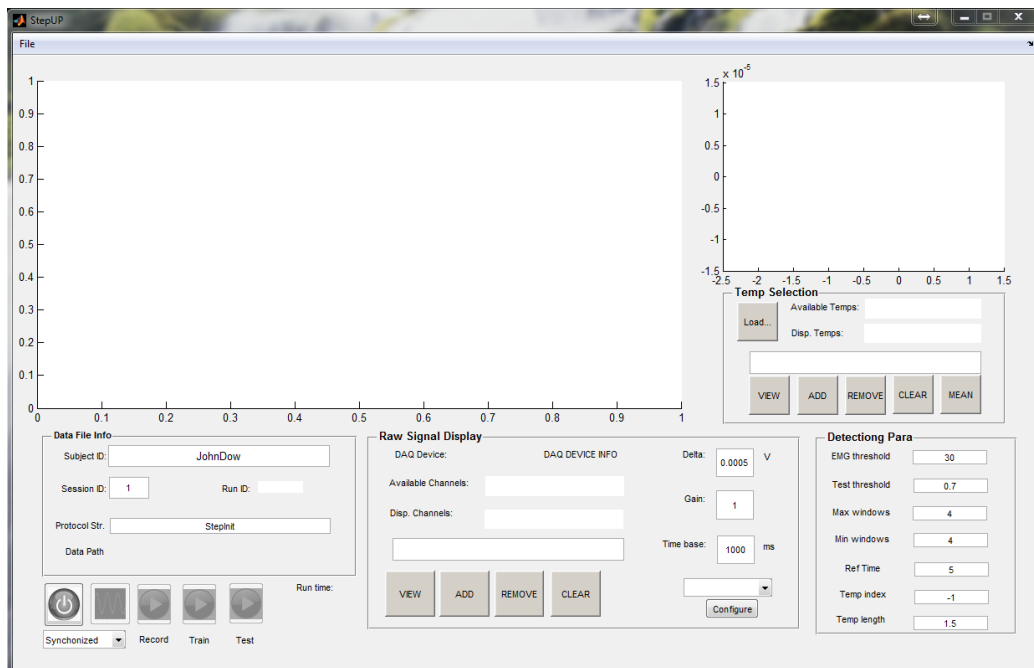 StepUP
File
1
0.9
0.8
0.7
0.6
0.5
0.4
0.3
0.2
0.1
0
0 0.1 0.2 0.3 0.4 0.5 0.6 0.7 0.8 0.9 1
x 10^-5
1.5
1
0.5
0
-0.5
-1
-1.5
-2.5 -2 -1.5 -1 -0.5 0 0.5 1 1.5
Temp Selection
Load... Available Temps:
Disp. Temps:
VIEW ADD REMOVE CLEAR MEAN
Data File Info
Subject ID: JohnDow
Session ID: 1 Run ID:
Protocol Str. StepInit
Data Path
Run time:
Synchonized Record Train Test
Raw Signal Display
DAQ Device: DAQ DEVICE INFO Delta: 0.0005 V
Available Channels:
Gain: 1
Disp. Channels:
Time base: 1000 ms
VIEW ADD REMOVE CLEAR
Configure
Detectiong Para
EMG threshold 30
Test threshold 0.7
Max windows 4
Min windows 4
Ref Time 5
Temp index -1
Temp length 1.5